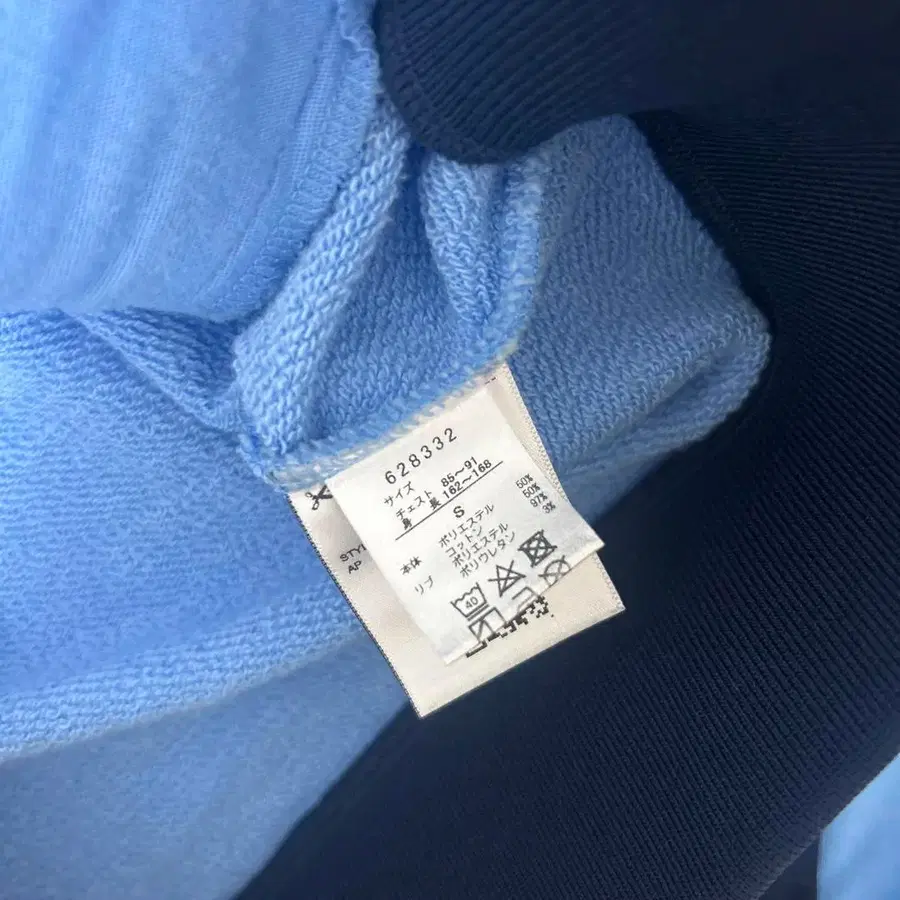 628332
サイズ
チェスト 85～91
身 長 162～168
S
本体 ポリエステル 50%
コットン 50%
リブ ポリエステル 97%
ポリウレタン 3%
40
AP